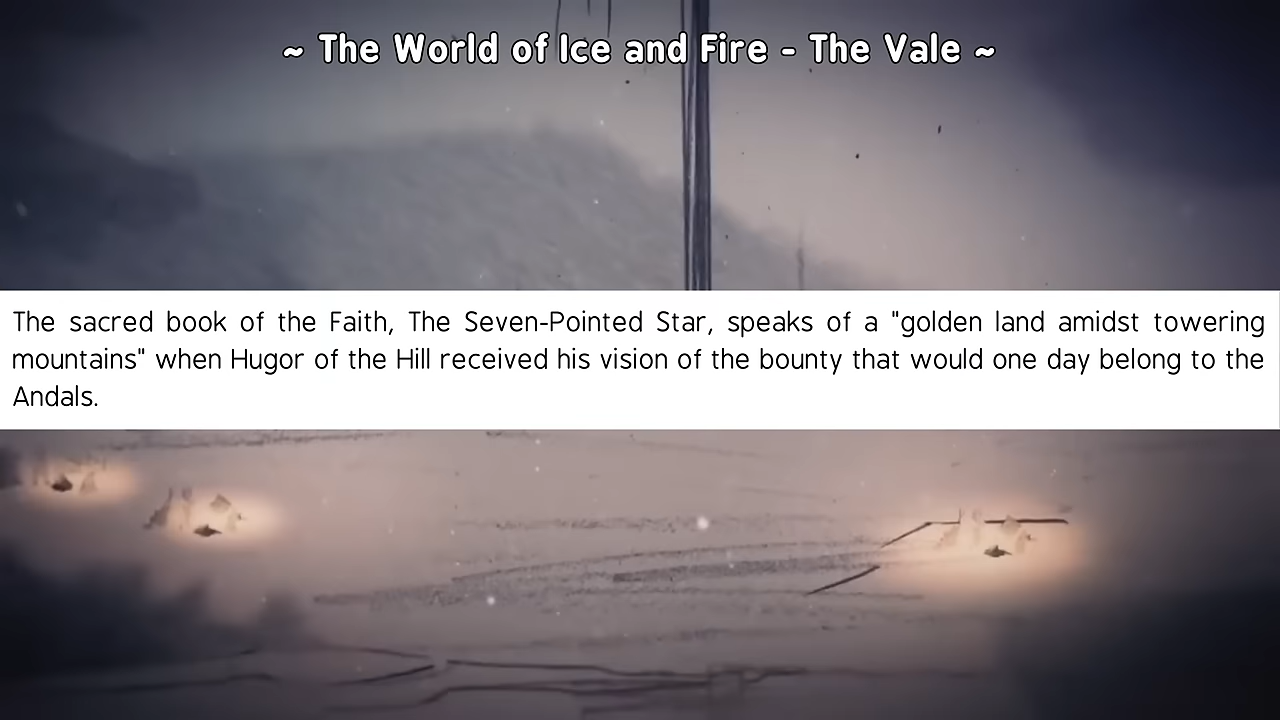 ~ The World of Ice and Fire - The Vale ~
The sacred book of the Faith, The Seven-Pointed Star, speaks of a "golden land amidst towering
mountains" when Hugor of the Hill received his vision of the bounty that would one day belong to the
Andals.